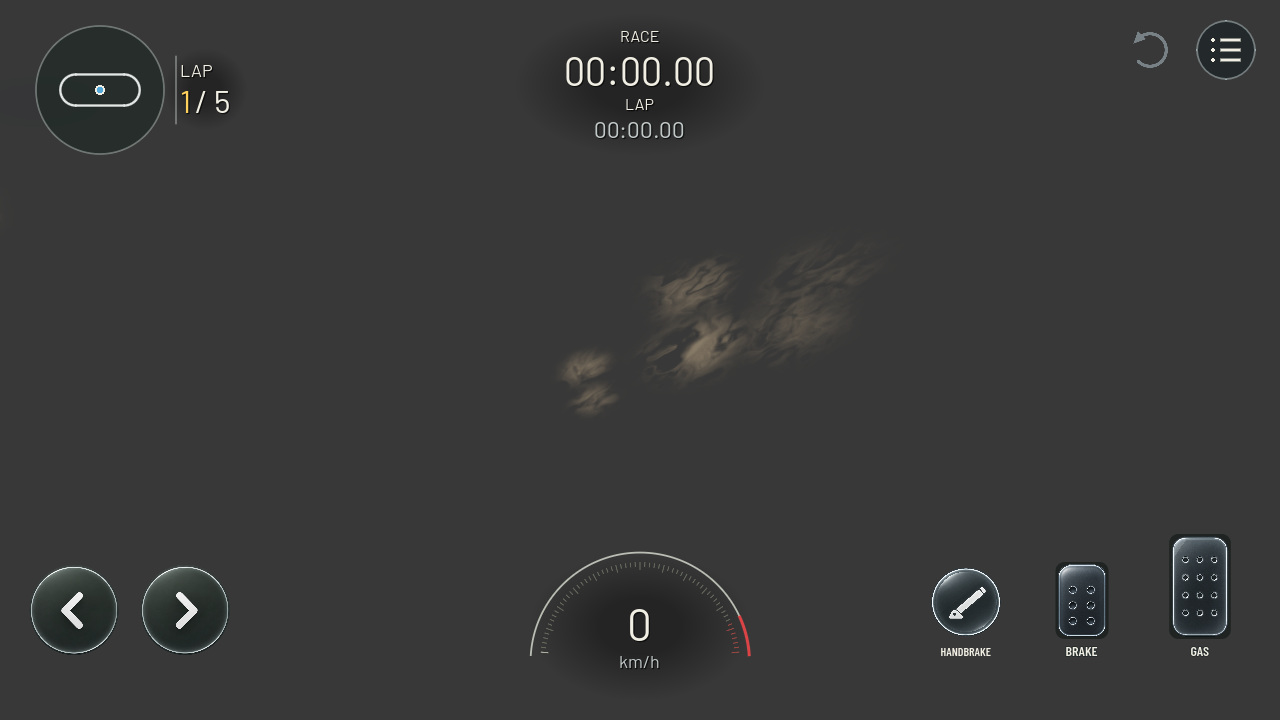 LAP
1/ 5
RACE
00:00.00
LAP
00:00.00
0
km/h
HANDBRAKE
BRAKE
GAS